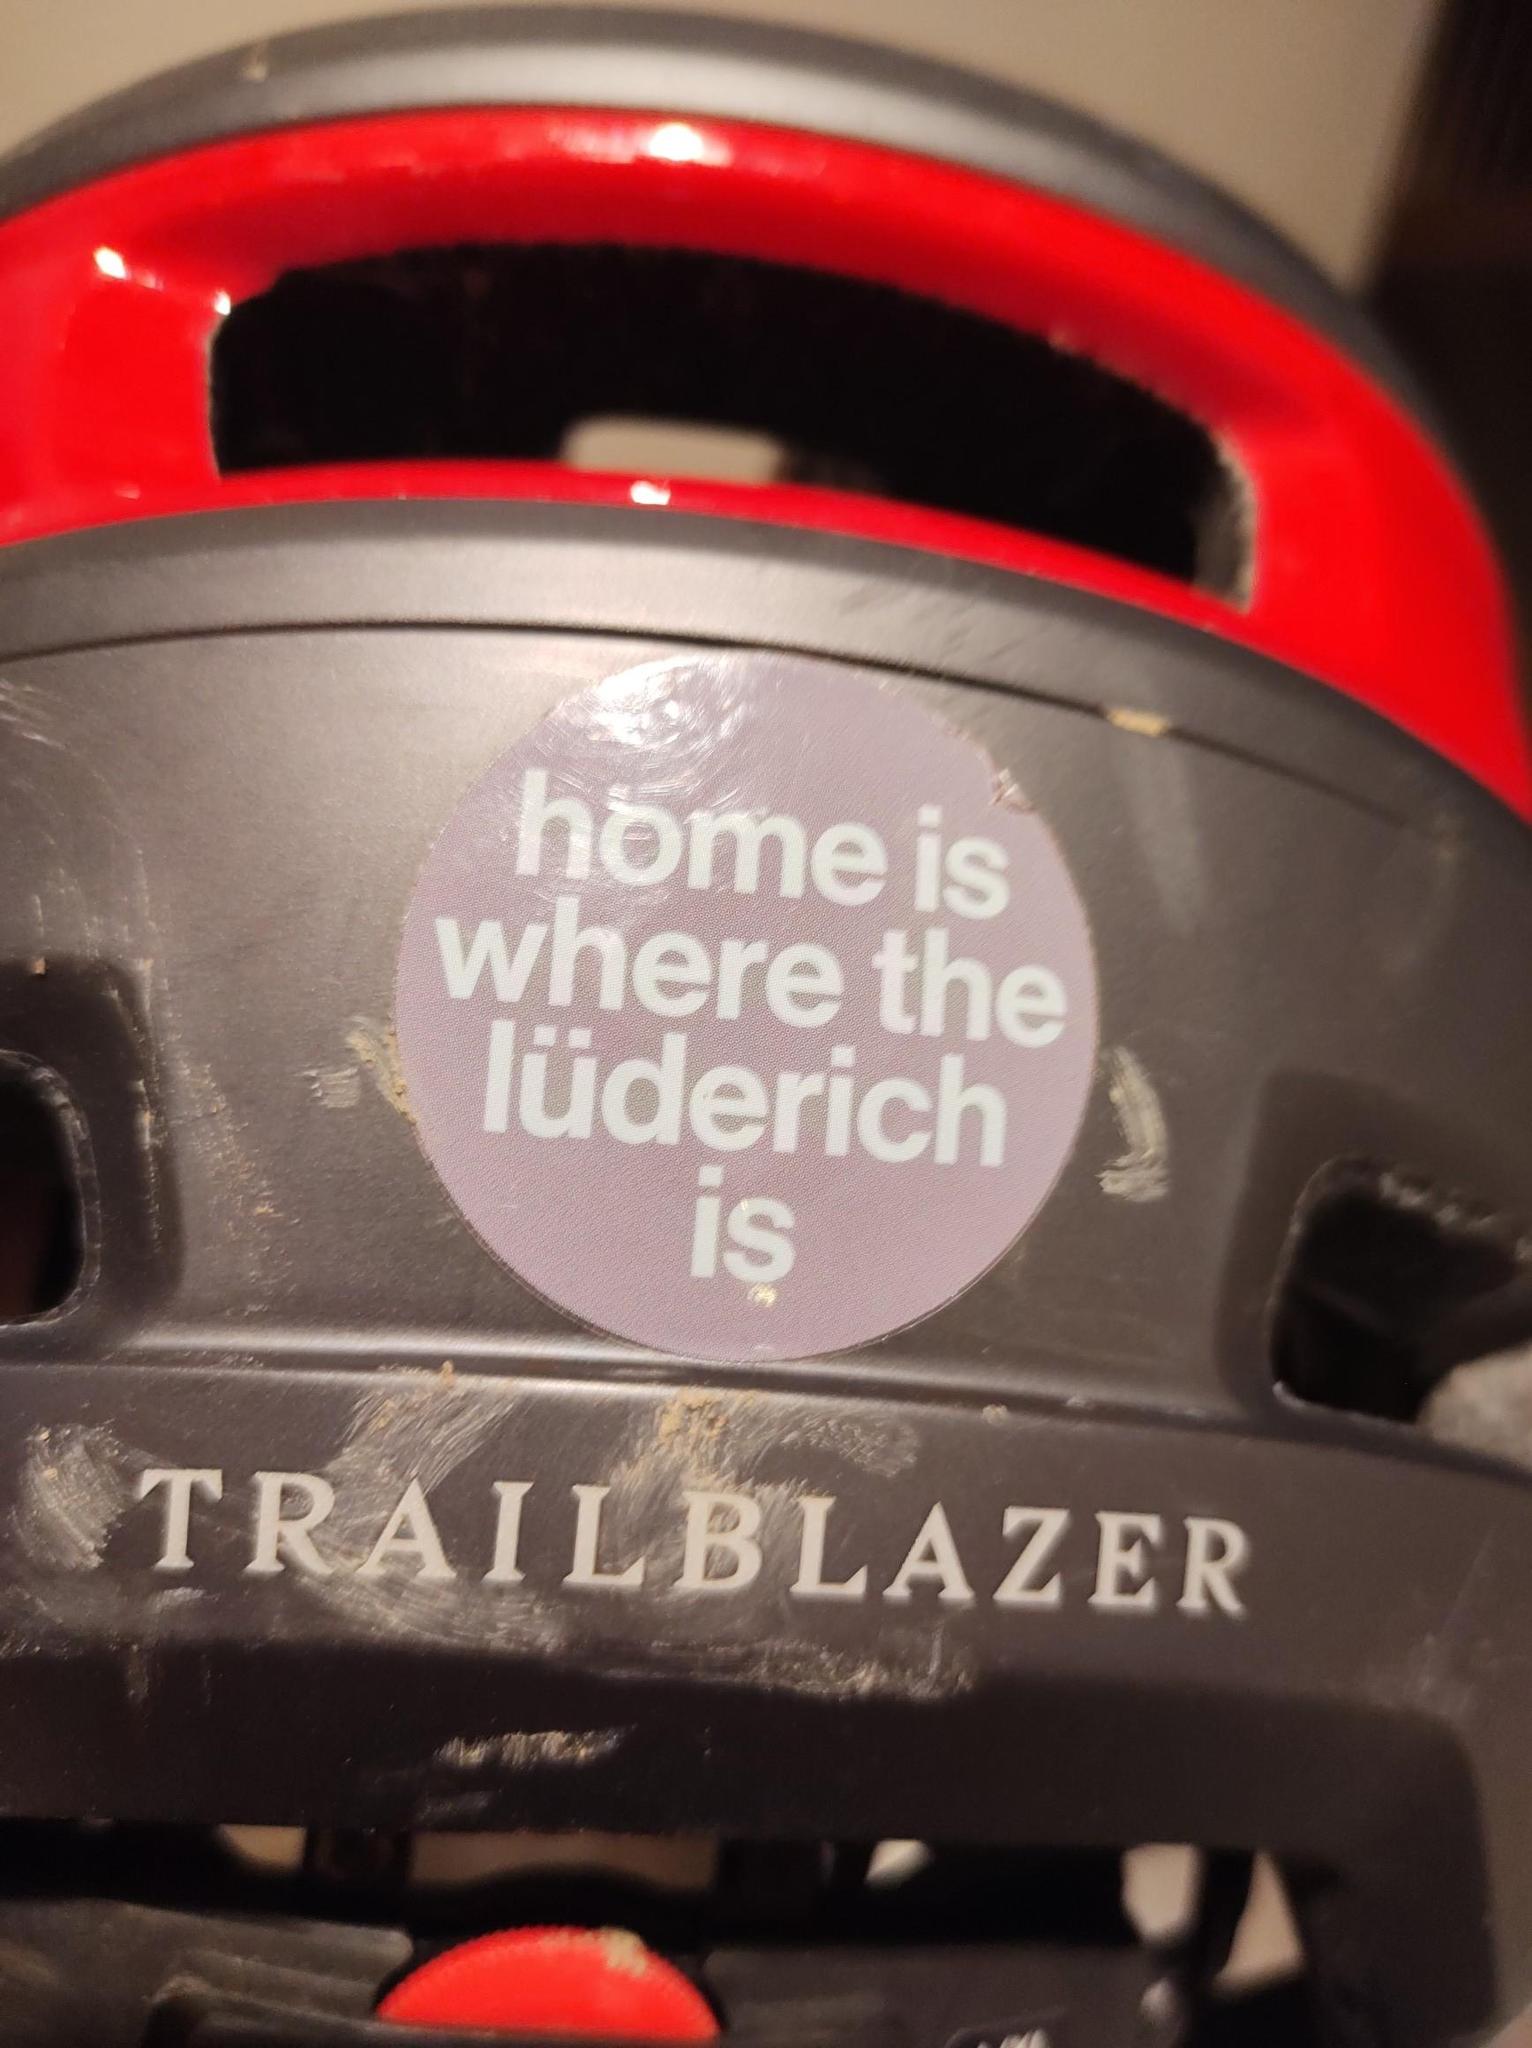 home is
where the
lüderich
is
TRAILBLAZER